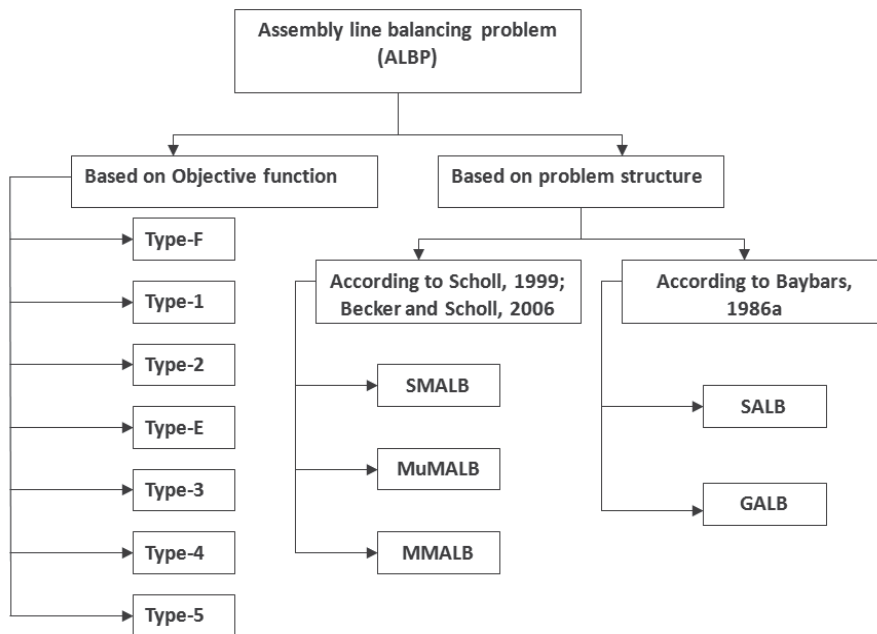 Assembly line balancing problem
(ALBP)
Based on Objective function
Based on problem structure
Type-F
Type-1
Type-2
Type-E
Type-3
Type-4
Type-5
According to Scholl, 1999;
Becker and Scholl, 2006
SMALB
MuMALB
MMALB
According to Baybars,
1986a
SALB
GALB